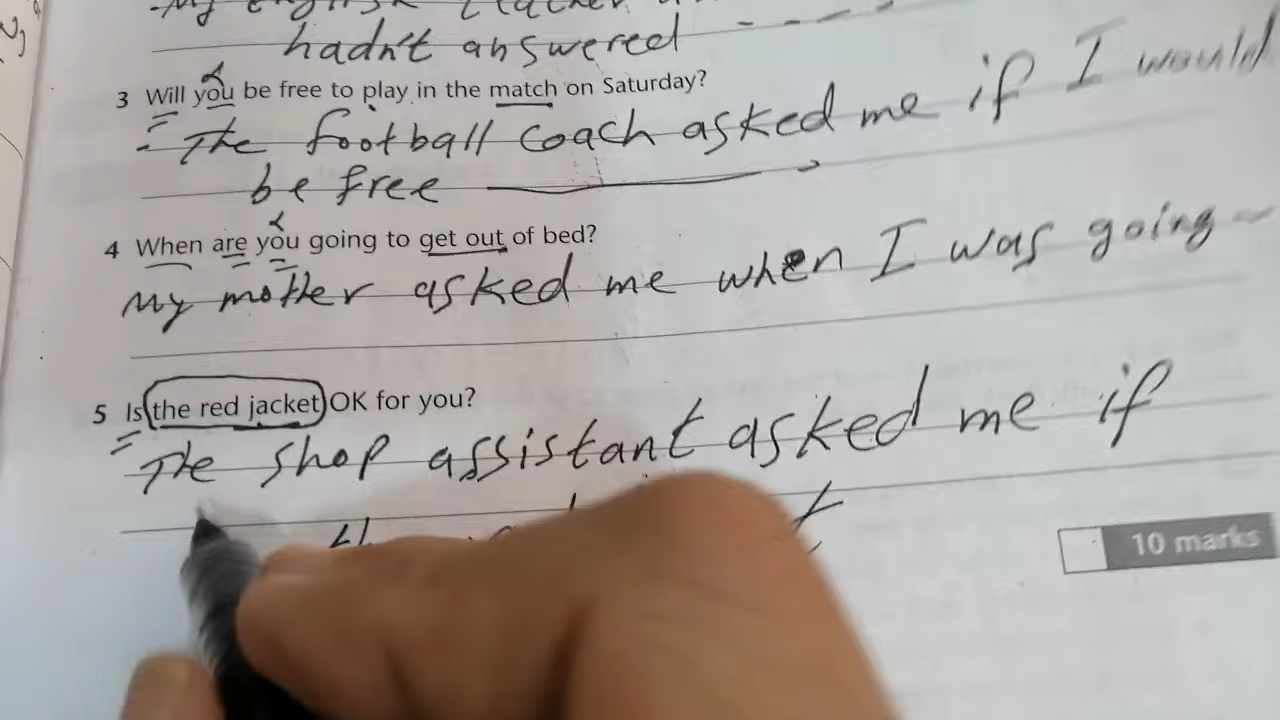 hadn't answered
3 Will you be free to play in the match on Saturday?
The football coach asked me if I would
be free
4 When are you going to get out of bed?
My mother asked me when I was going
5 Is the red jacket OK for you?
The shop assistant asked me if
10 marks